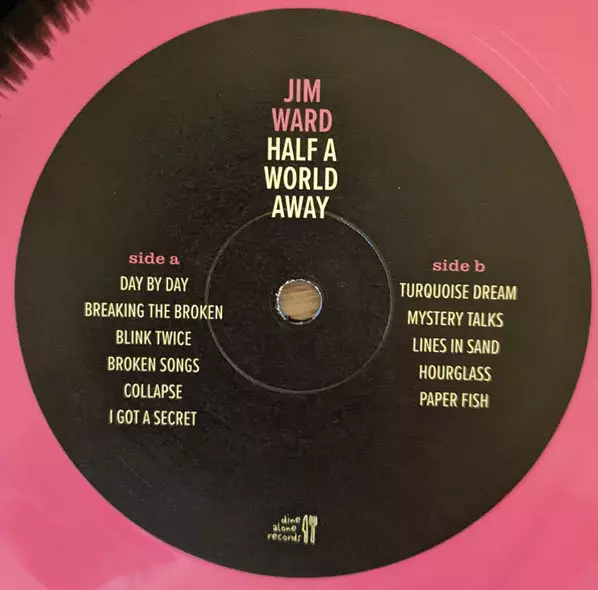 JIM
WARD
HALF A
WORLD
AWAY
side a
DAY BY DAY
BREAKING THE BROKEN
BLINK TWICE
BROKEN SONGS
COLLAPSE
I GOT A SECRET
side b
TURQUOISE DREAM
MYSTERY TALKS
LINES IN SAND
HOURGLASS
PAPER FISH
dine
alone
records